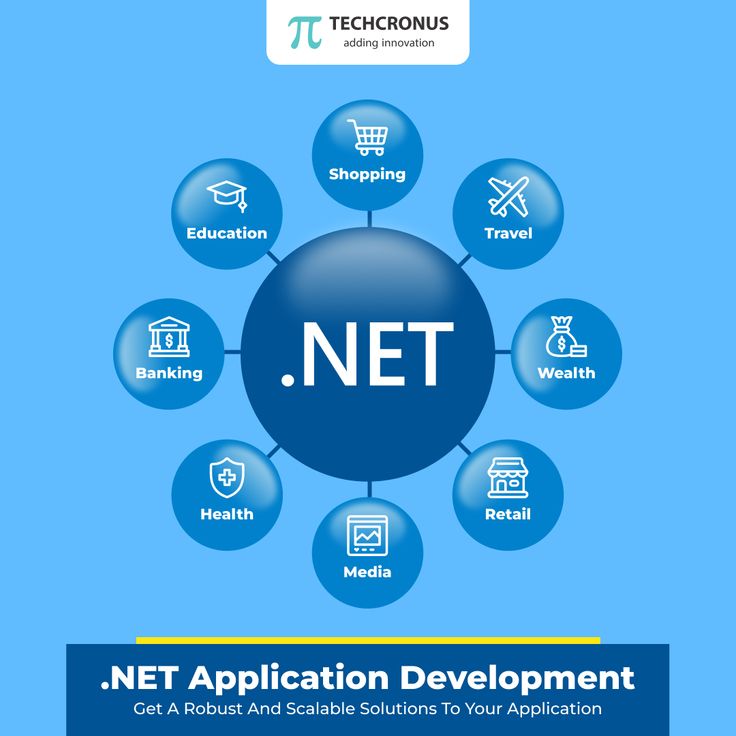 TECHCRONUS
adding innovation
Shopping
Education
Travel
.NET
Banking
Wealth
Health
Retail
Media
.NET Application Development
Get A Robust And Scalable Solutions To Your Application